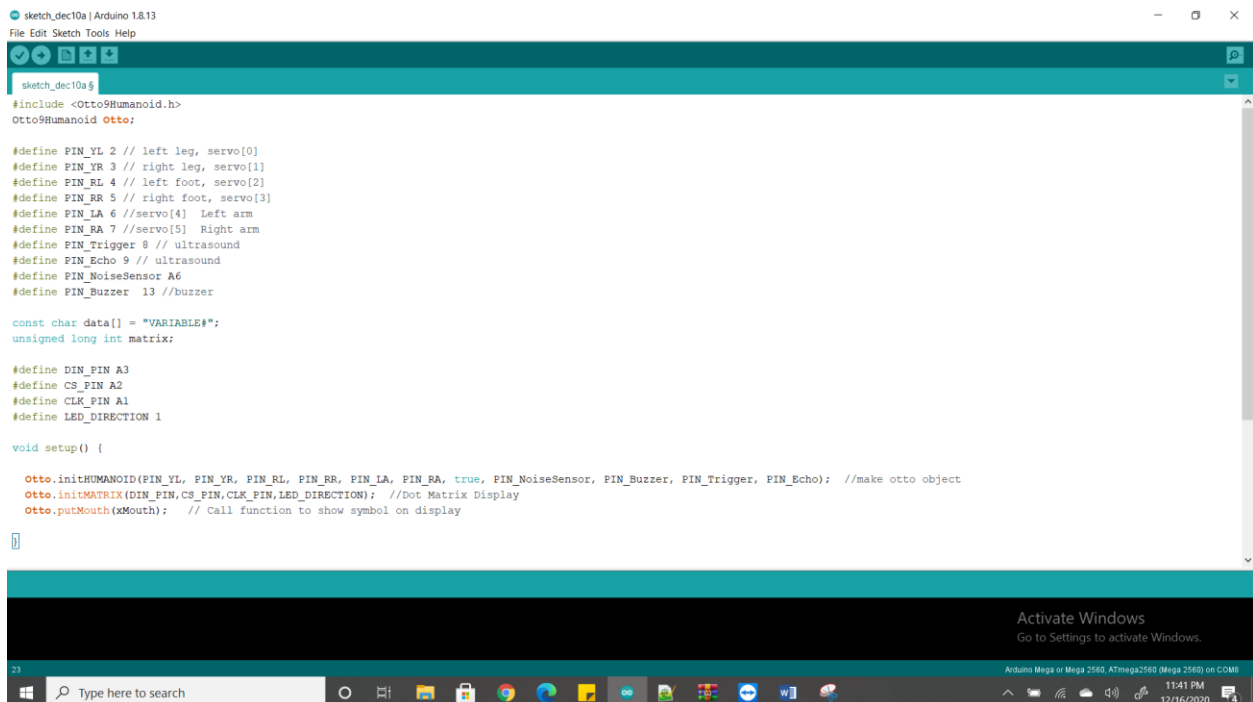 sketch_dec10a | Arduino 1.8.13
File Edit Sketch Tools Help
sketch_dec10a §
#include <Otto9Humanoid.h>
Otto9Humanoid Otto;
#define PIN_YL 2 // left leg, servo[0]
#define PIN_YR 3 // right leg, servo[1]
#define PIN_RL 4 // left foot, servo[2]
#define PIN_RR 5 // right foot, servo[3]
#define PIN_LA 6 //servo[4]  Left arm
#define PIN_RA 7 //servo[5]  Right arm
#define PIN_Trigger 8 // ultrasound
#define PIN_Echo 9 // ultrasound
#define PIN_NoiseSensor A6
#define PIN_Buzzer  13 //buzzer
const char data[] = "VARIABLE#";
unsigned long int matrix;
#define DIN_PIN A3
#define CS_PIN A2
#define CLK_PIN A1
#define LED_DIRECTION 1
void setup() {
Otto.initHUMANOID(PIN_YL, PIN_YR, PIN_RL, PIN_RR, PIN_LA, PIN_RA, true, PIN_NoiseSensor, PIN_Buzzer, PIN_Trigger, PIN_Echo);  //make otto object
Otto.initMATRIX(DIN_PIN,CS_PIN,CLK_PIN,LED_DIRECTION);  //Dot Matrix Display
Otto.putMouth(xMouth);   // Call function to show symbol on display
}
Activate Windows
Go to Settings to activate Windows.
23
Arduino Mega or Mega 2560, ATmega2560 (Mega 2560) on COM8
Type here to search
11:41 PM
12/16/2020
4